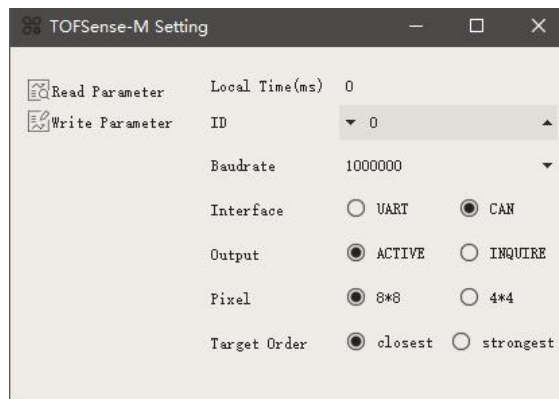 TOFSense-M Setting
Read Parameter
Write Parameter
Local Time(ms) 0
ID 0
Baudrate 1000000
Interface UART CAN
Output ACTIVE INQUIRE
Pixel 8*8 4*4
Target Order closest strongest